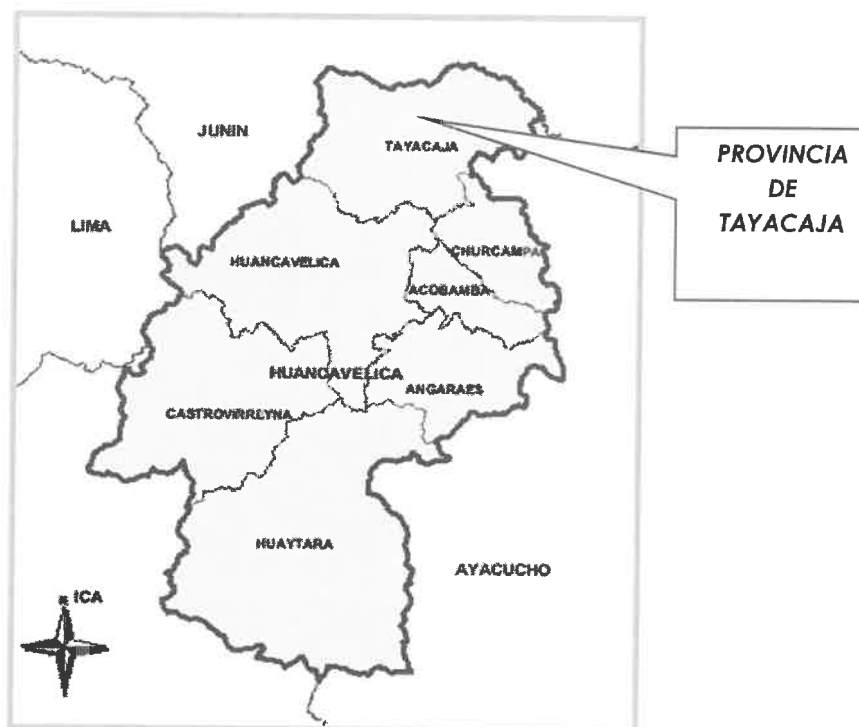 JUNIN
TAYACAJA
PROVINCIA
DE
TAYACAJA
LIMA
HUANCAVELICA
CHURCAMPA
ACOBAMBA
HUANCAVELICA
ANGARAES
CASTROVIRREYNA
HUAYTARA
AYACUCHO
ICA